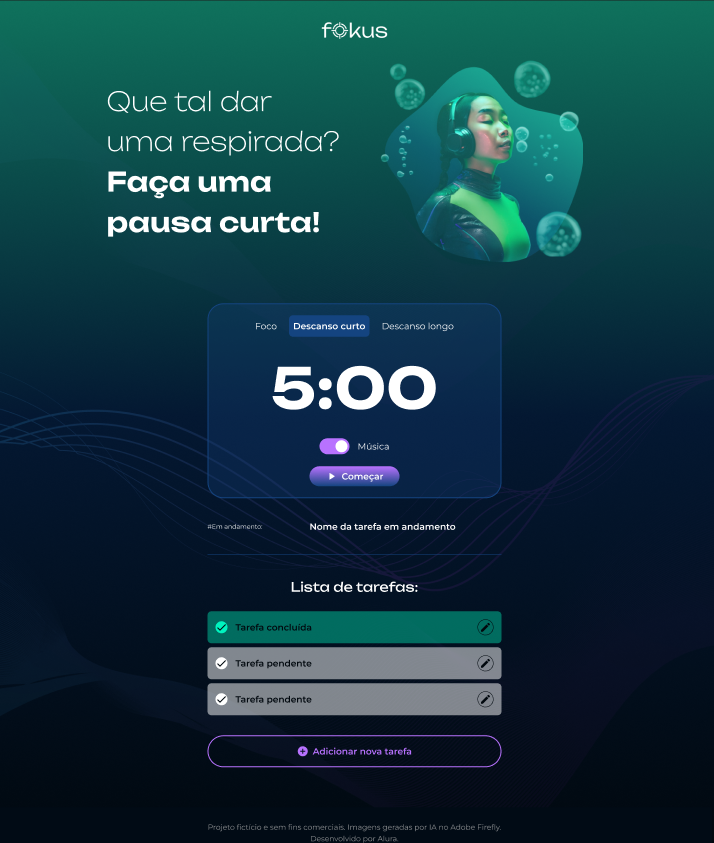 fokus
Que tal dar
uma respirada?
Faça uma
pausa curta!
Foco Descanso curto Descanso longo
5:00
Música
Começar
#Em andamento: Nome da tarefa em andamento
Lista de tarefas:
Tarefa concluída
Tarefa pendente
Tarefa pendente
Adicionar nova tarefa
Projeto fictício e sem fins comerciais. Imagens geradas por IA no Adobe Firefly.
Desenvolvido por Alura.